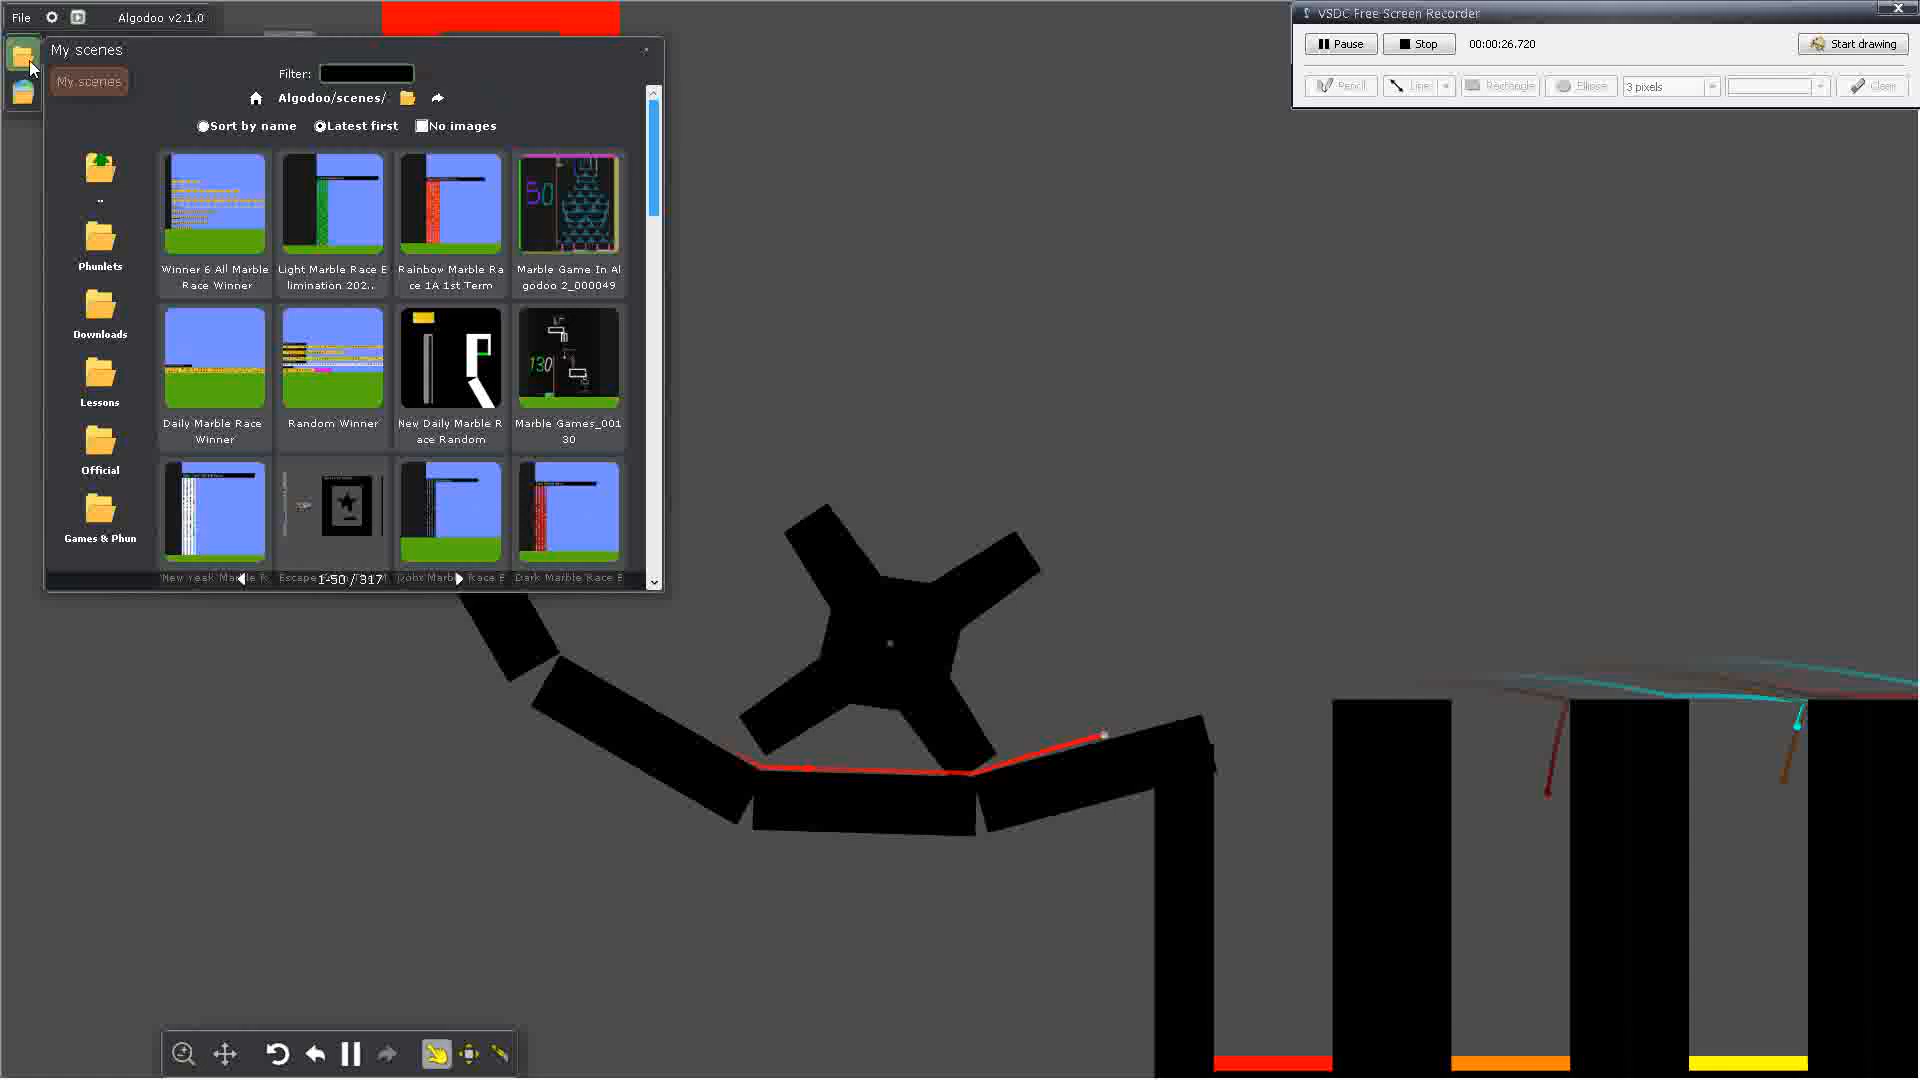 File
Algodoo v2.1.0
My scenes
My scenes
Filter:
Algodoo/scenes/
Sort by name
Latest first
No images
..
Phunlets
Downloads
Lessons
Official
Games & Phun
Winner 6 All Marble
Race Winner
Light Marble Race E
limination 202...
Rainbow Marble Ra
ce 1A 1st Term
50
Marble Game In Al
godoo 2_000049
Daily Marble Race
Winner
Random Winner
New Daily Marble R
ace Random
130
Marble Games_001
30
1-50 / 317
Dark Marble Race E
VSDC Free Screen Recorder
Pause
Stop
00:00:26.720
Start drawing
Pencil
Line
Rectangle
Ellipse
3 pixels
Clean